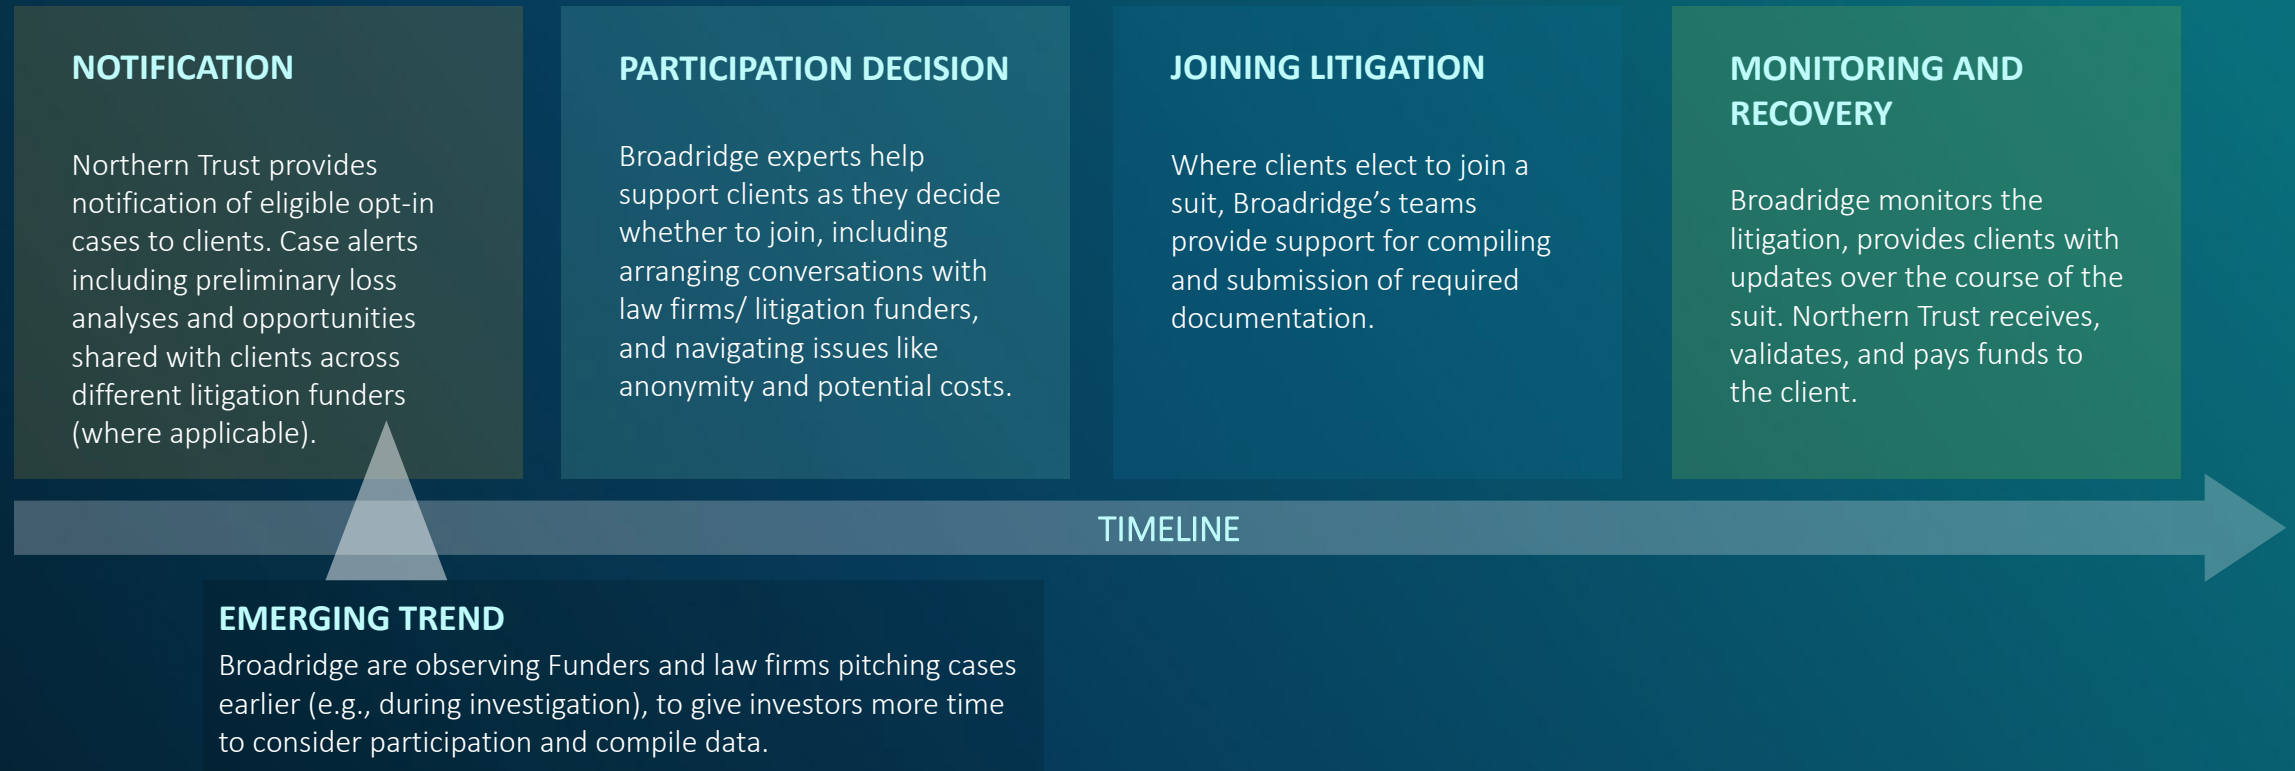 NOTIFICATION
Northern Trust provides
notification of eligible opt-in
cases to clients. Case alerts
including preliminary loss
analyses and opportunities
shared with clients across
different litigation funders
(where applicable).
PARTICIPATION DECISION
Broadridge experts help
support clients as they decide
whether to join, including
arranging conversations with
law firms/ litigation funders,
and navigating issues like
anonymity and potential costs.
JOINING LITIGATION
Where clients elect to join a
suit, Broadridge’s teams
provide support for compiling
and submission of required
documentation.
MONITORING AND
RECOVERY
Broadridge monitors the
litigation, provides clients with
updates over the course of the
suit. Northern Trust receives,
validates, and pays funds to
the client.
TIMELINE
EMERGING TREND
Broadridge are observing Funders and law firms pitching cases
earlier (e.g., during investigation), to give investors more time
to consider participation and compile data.